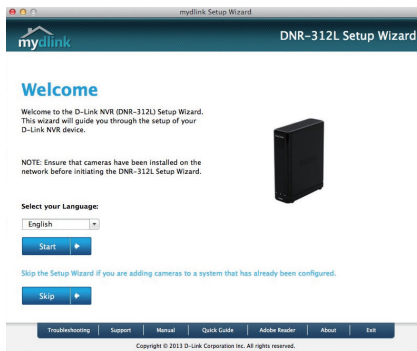 mydlink Setup Wizard
mydlink
DNR-312L Setup Wizard
Welcome
Welcome to the D-Link NVR (DNR-312L) Setup Wizard.
This wizard will guide you through the setup of your
D-Link NVR device.
NOTE: Ensure that cameras have been installed on the
network before initiating the DNR-312L Setup Wizard.
Select your Language:
English
Start
Skip the Setup Wizard if you are adding cameras to a system that has already been configured.
Skip
Troubleshooting Support Manual Quick Guide Adobe Reader About Exit
Copyright © 2013 D-Link Corporation Inc. All rights reserved.